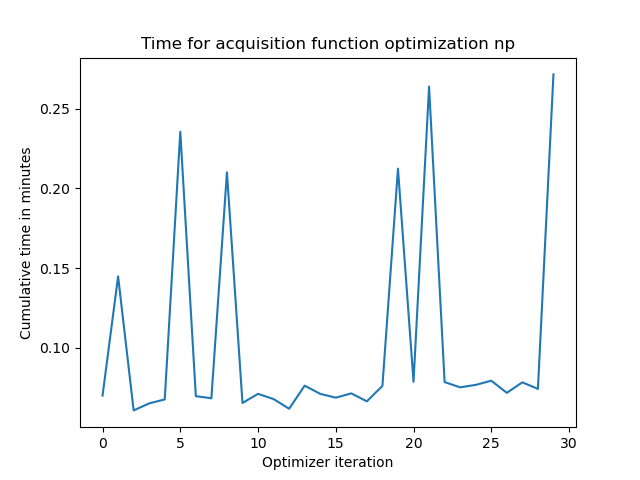 Time for acquisition function optimization np
0.25
0.20
0.15
0.10
Cumulative time in minutes
0 5 10 15 20 25 30
Optimizer iteration